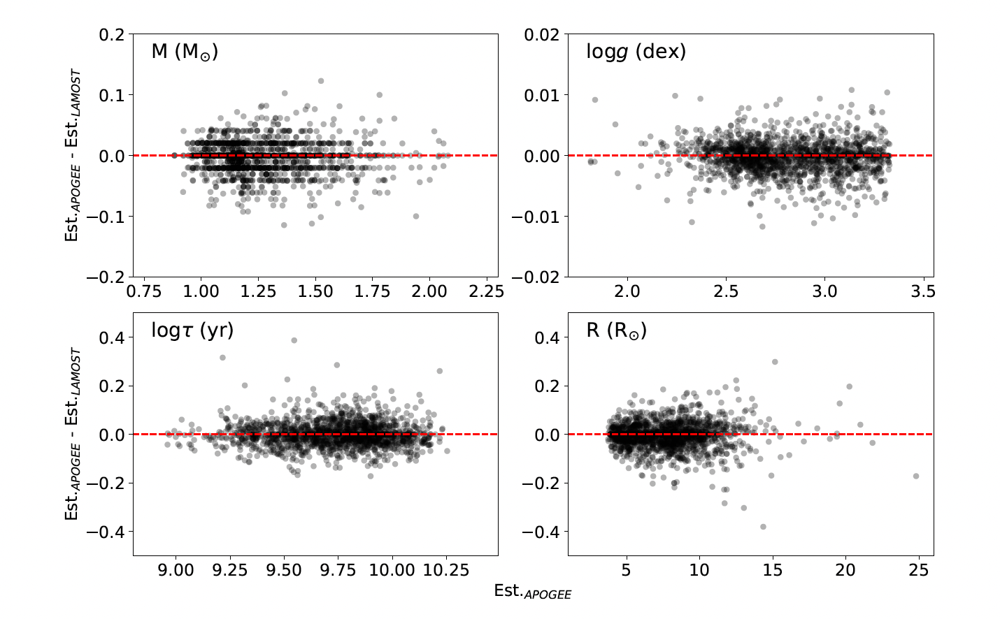 0.2
0.1
0.0
−0.1
−0.2
0.75 1.00 1.25 1.50 1.75 2.00 2.25
M (M⊙)
Est.APOGEE - Est.LAMOST
0.02
0.01
0.00
−0.01
−0.02
2.0 2.5 3.0 3.5
logg (dex)
0.4
0.2
0.0
−0.2
−0.4
9.00 9.25 9.50 9.75 10.00 10.25
logτ (yr)
Est.APOGEE - Est.LAMOST
0.4
0.2
0.0
−0.2
−0.4
5 10 15 20 25
R (R⊙)
Est.APOGEE